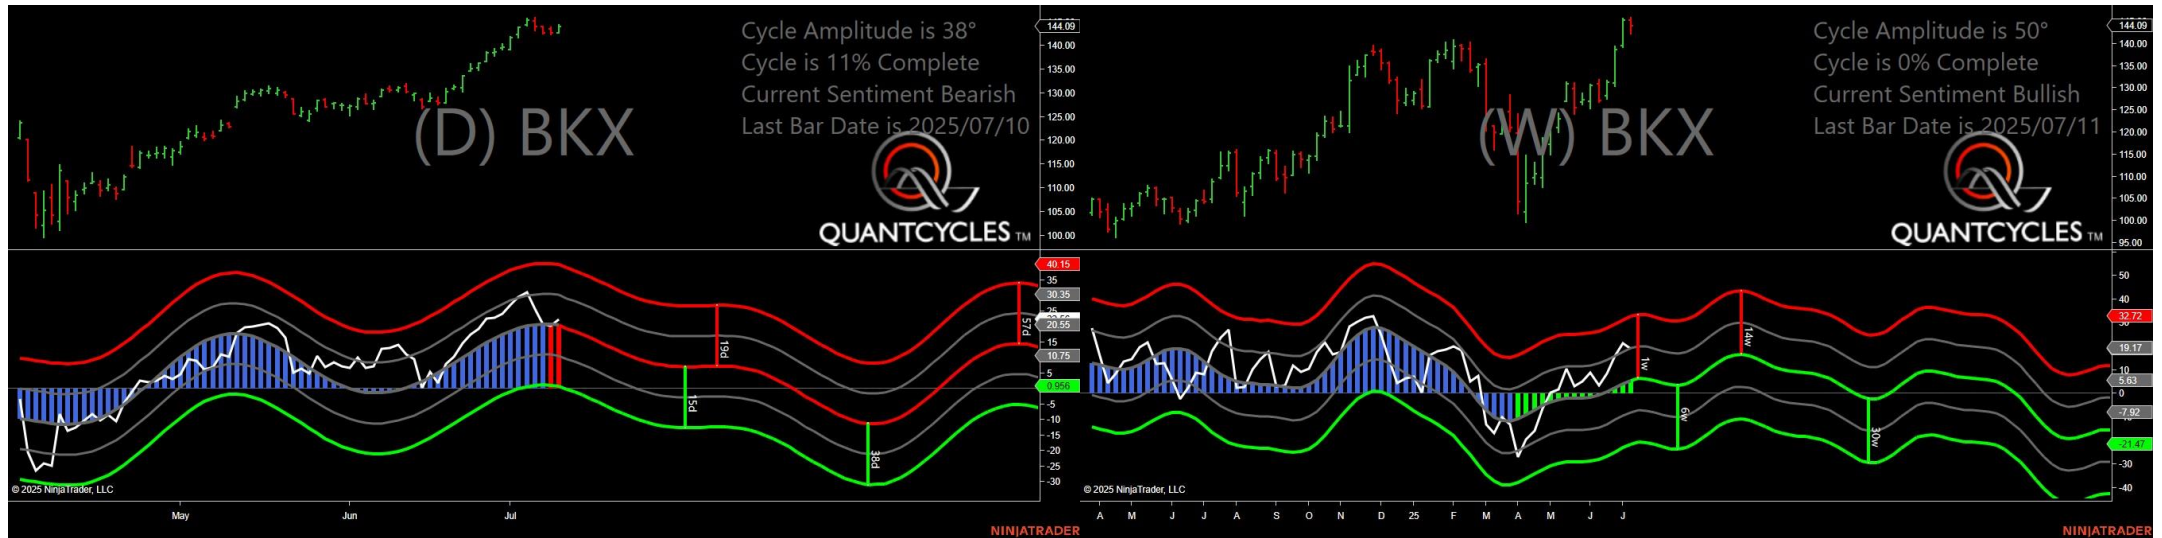 Cycle Amplitude is 38°
Cycle is 11% Complete
Current Sentiment Bearish
Last Bar Date is 2025/07/10
(D) BKX
QUANTCYCLES TM
144.09
140.00
135.00
130.00
125.00
120.00
115.00
110.00
105.00
100.00
40.15
35
30.35
25
20.55
15
10.75
5
0.956
-5
-10
-15
-20
-25
-30
19d
15d
38d
57d
© 2025 NinjaTrader, LLC
May Jun Jul
NINJATRADER
Cycle Amplitude is 50°
Cycle is 0% Complete
Current Sentiment Bullish
Last Bar Date is 2025/07/11
(W) BKX
QUANTCYCLES TM
144.09
140.00
135.00
130.00
125.00
120.00
115.00
110.00
105.00
100.00
95.00
50
40
32.72
19.17
10
5.63
0
-7.92
-21.47
-30
-40
1w
14w
6w
30w
© 2025 NinjaTrader, LLC
A M J J A S O N D 25 F M A M J J
NINJATRADER